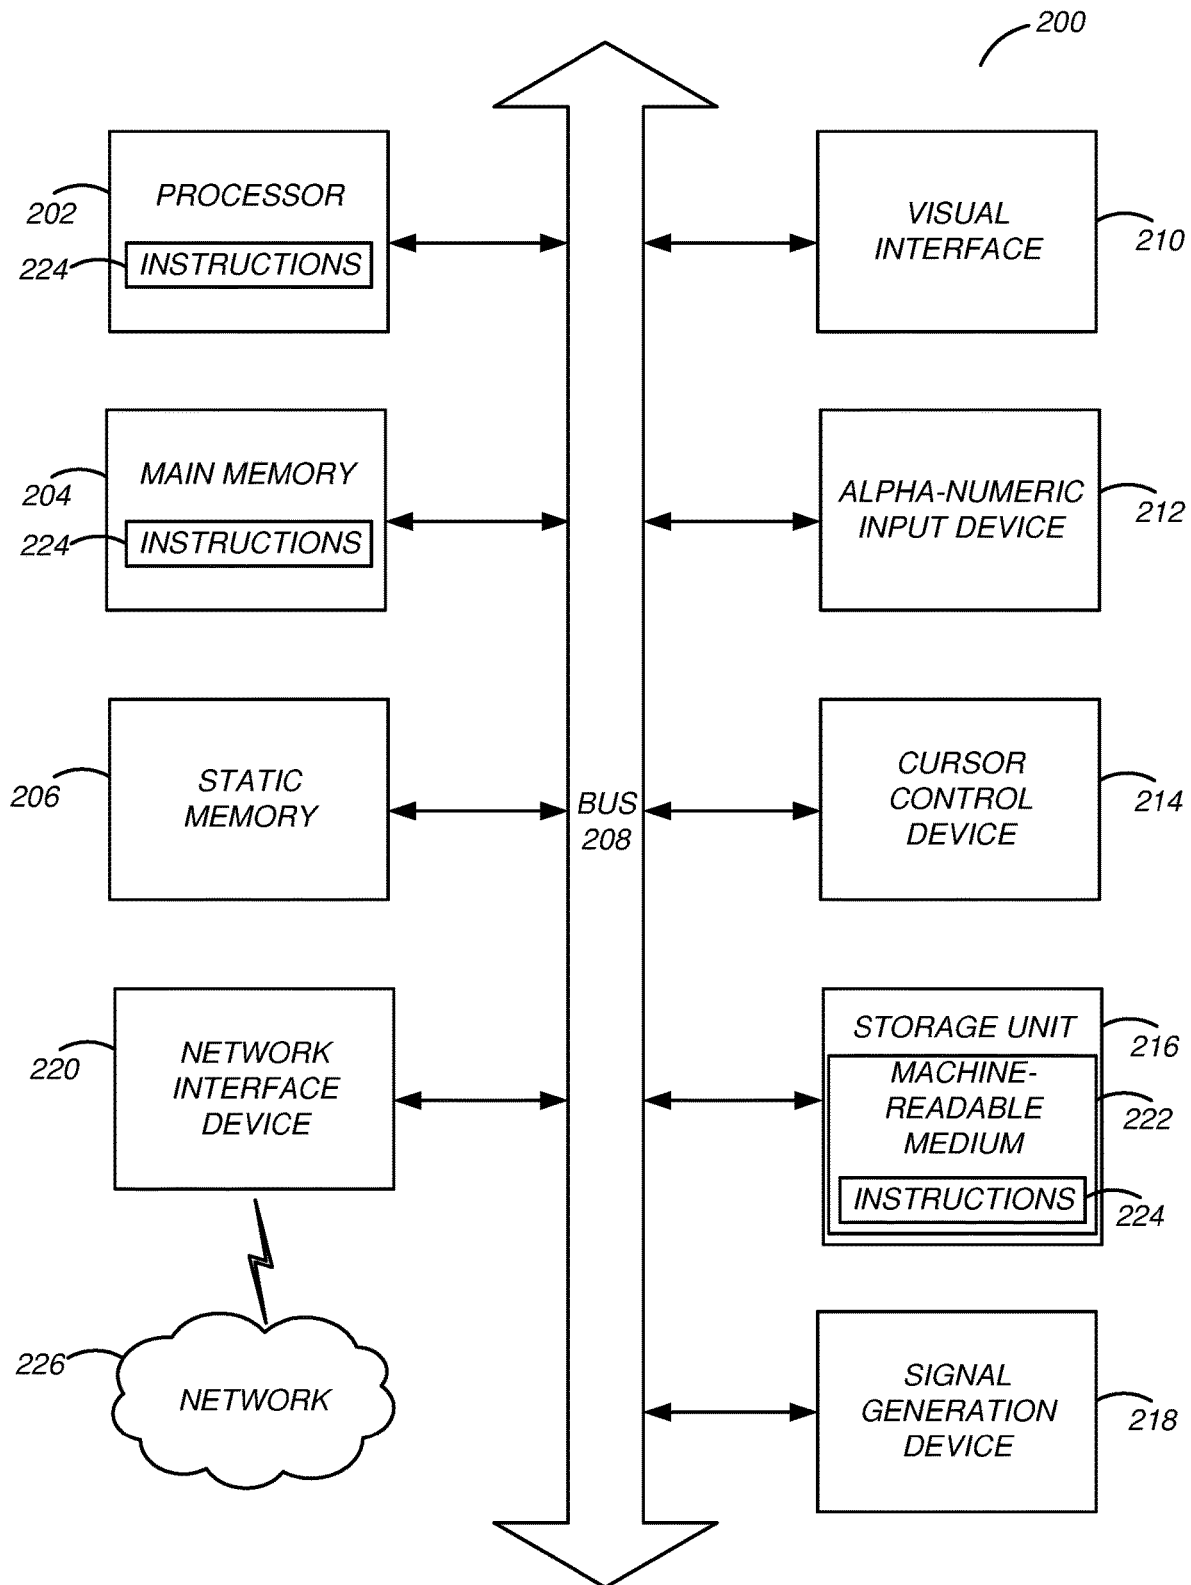 200
PROCESSOR
202
224
INSTRUCTIONS
VISUAL
INTERFACE
210
MAIN MEMORY
204
224
INSTRUCTIONS
ALPHA-NUMERIC
INPUT DEVICE
212
STATIC
MEMORY
206
BUS
208
CURSOR
CONTROL
DEVICE
214
NETWORK
INTERFACE
DEVICE
220
STORAGE UNIT
216
MACHINE-
READABLE
MEDIUM
222
INSTRUCTIONS
224
226
NETWORK
SIGNAL
GENERATION
DEVICE
218